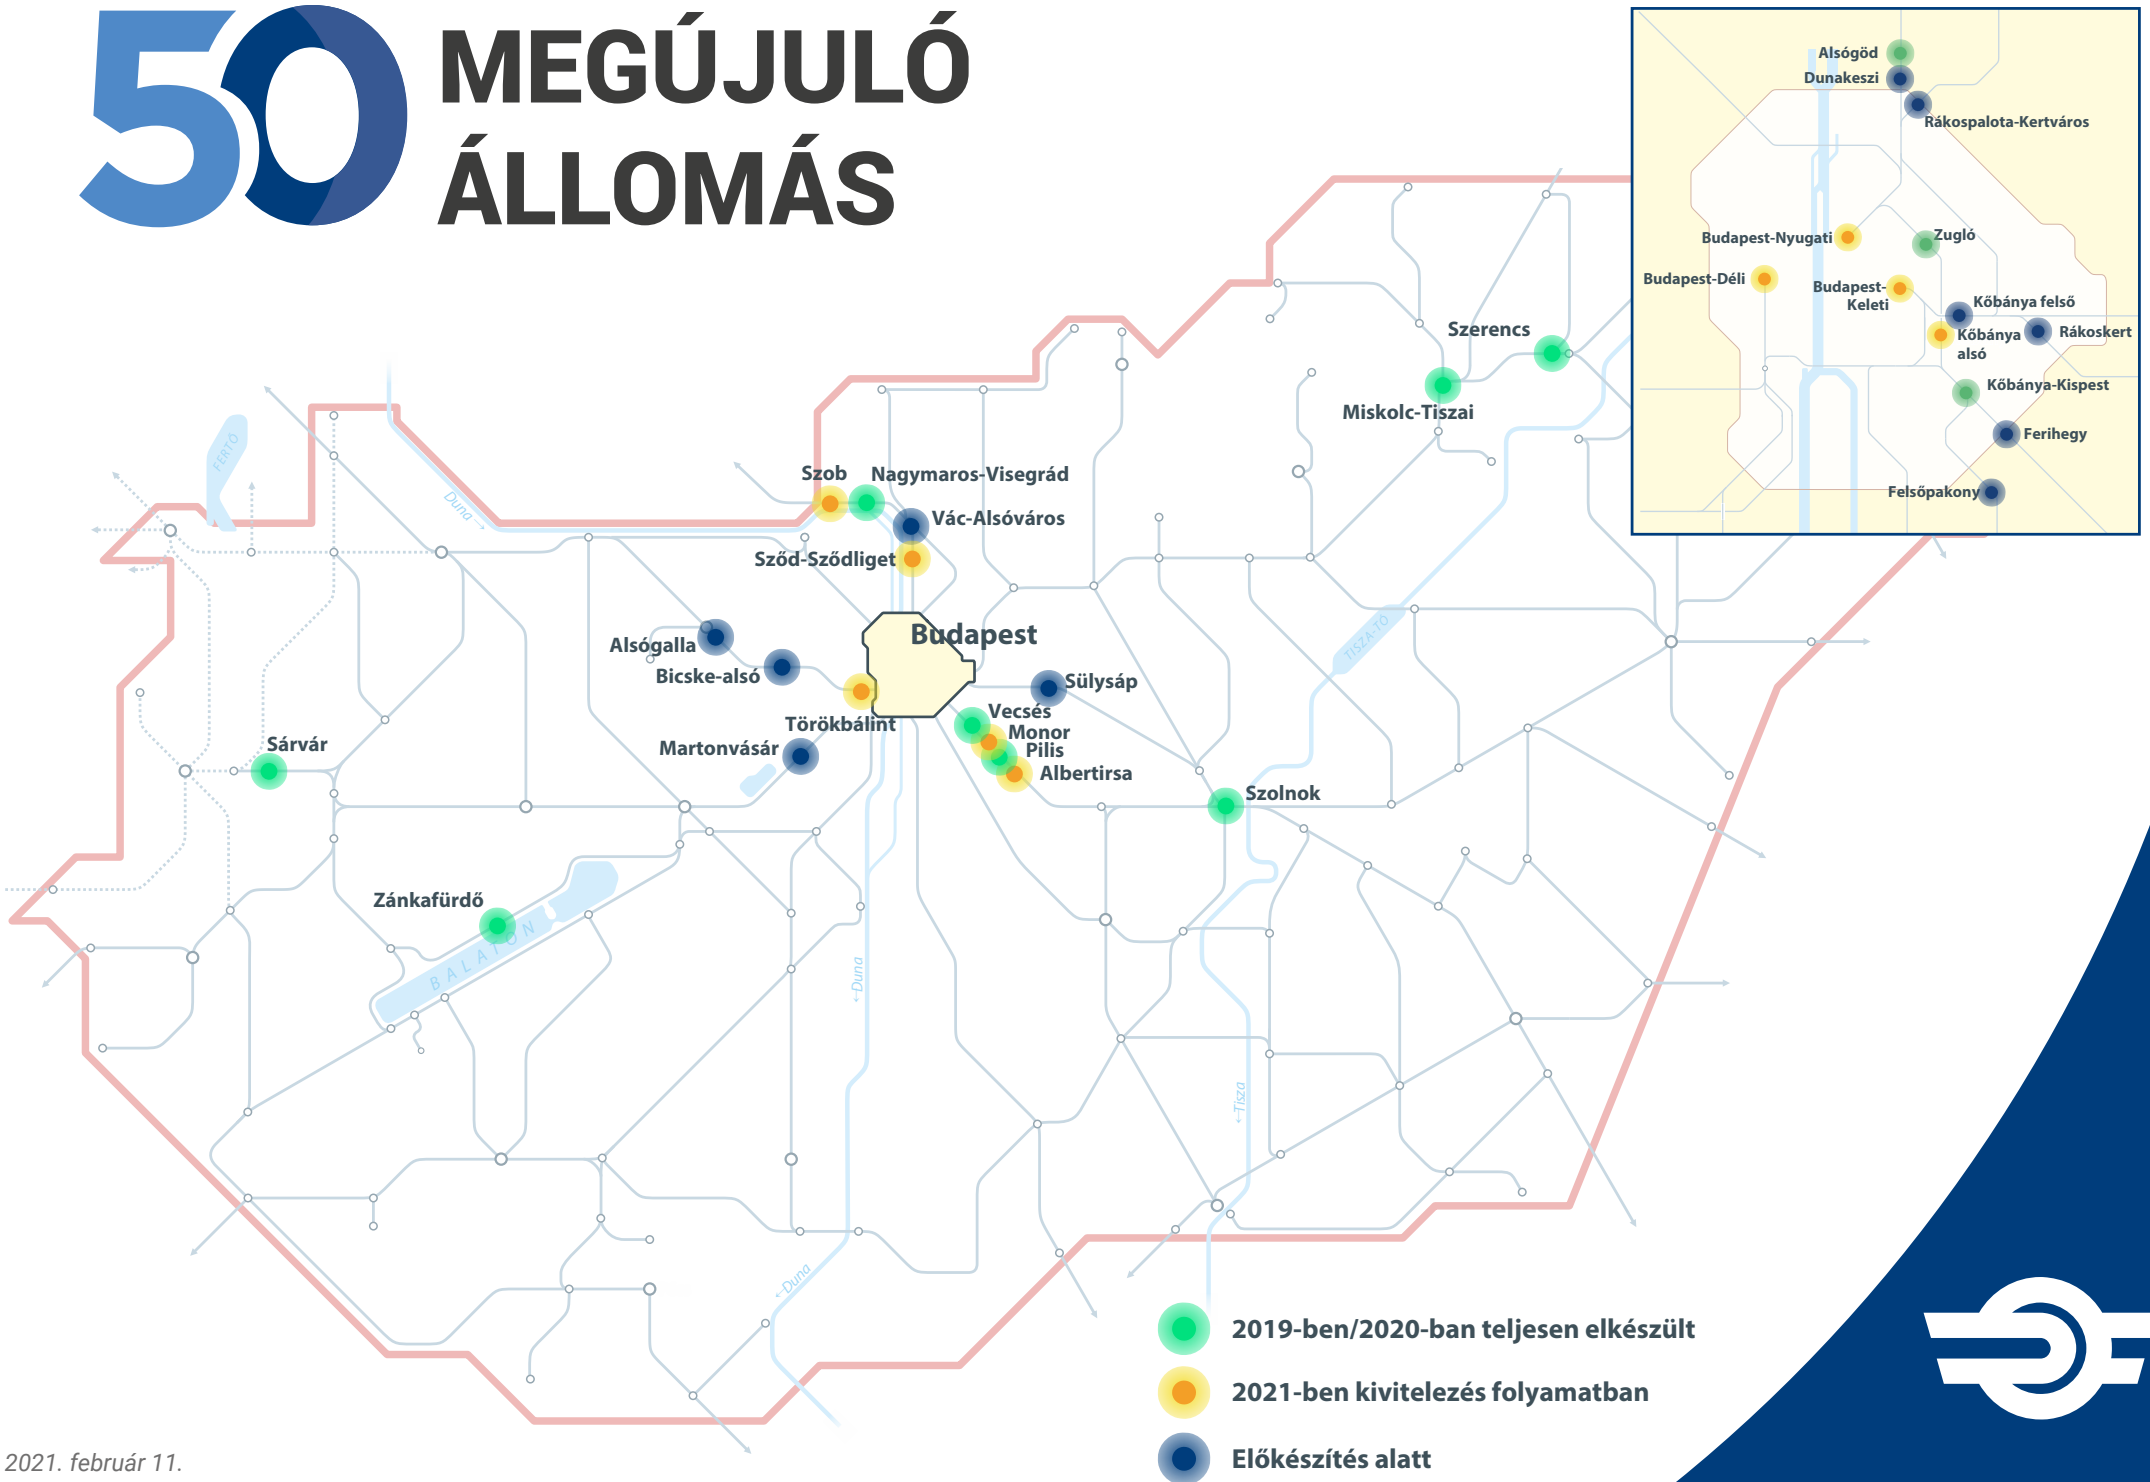 50 MEGÚJULÓ
ÁLLOMÁS
Alsógöd
Dunakeszi
Rákospalota-Kertváros
Budapest-Nyugati
Zugló
Budapest-Déli
Budapest-
Keleti
Kőbánya felső
Kőbánya
alsó
Rákoskert
Kőbánya-Kispest
Ferihegy
Felsőpakony
Szerencs
Miskolc-Tiszai
FERTŐ
Duna →
Szob
Nagymaros-Visegrád
Vác-Alsóváros
Sződ-Sződliget
Budapest
Alsógalla
Bicske-alsó
TISZA-TÓ
Sülysáp
Törökbálint
Vecsés
Monor
Pilis
Albertirsa
Martonvásár
Sárvár
Szolnok
Zánkafürdő
BALATON
←Duna
←Tisza
←Duna
2019-ben/2020-ban teljesen elkészült
2021-ben kivitelezés folyamatban
Előkészítés alatt
2021. február 11.